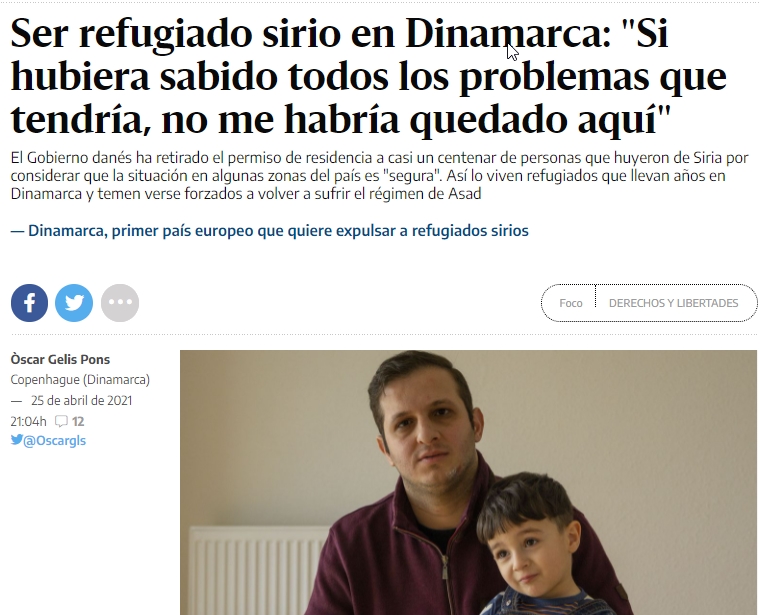 Ser refugiado sirio en Dinamarca: "Si
hubiera sabido todos los problemas que
tendría, no me habría quedado aquí"
El Gobierno danés ha retirado el permiso de residencia a casi un centenar de personas que huyeron de Siria por
considerar que la situación en algunas zonas del país es "segura". Así lo viven refugiados que llevan años en
Dinamarca y temen verse forzados a volver a sufrir el régimen de Asad
— Dinamarca, primer país europeo que quiere expulsar a refugiados sirios
Foco DERECHOS Y LIBERTADES
Òscar Gelis Pons
Copenhague (Dinamarca)
— 25 de abril de 2021
21:04h 12
@Oscargls